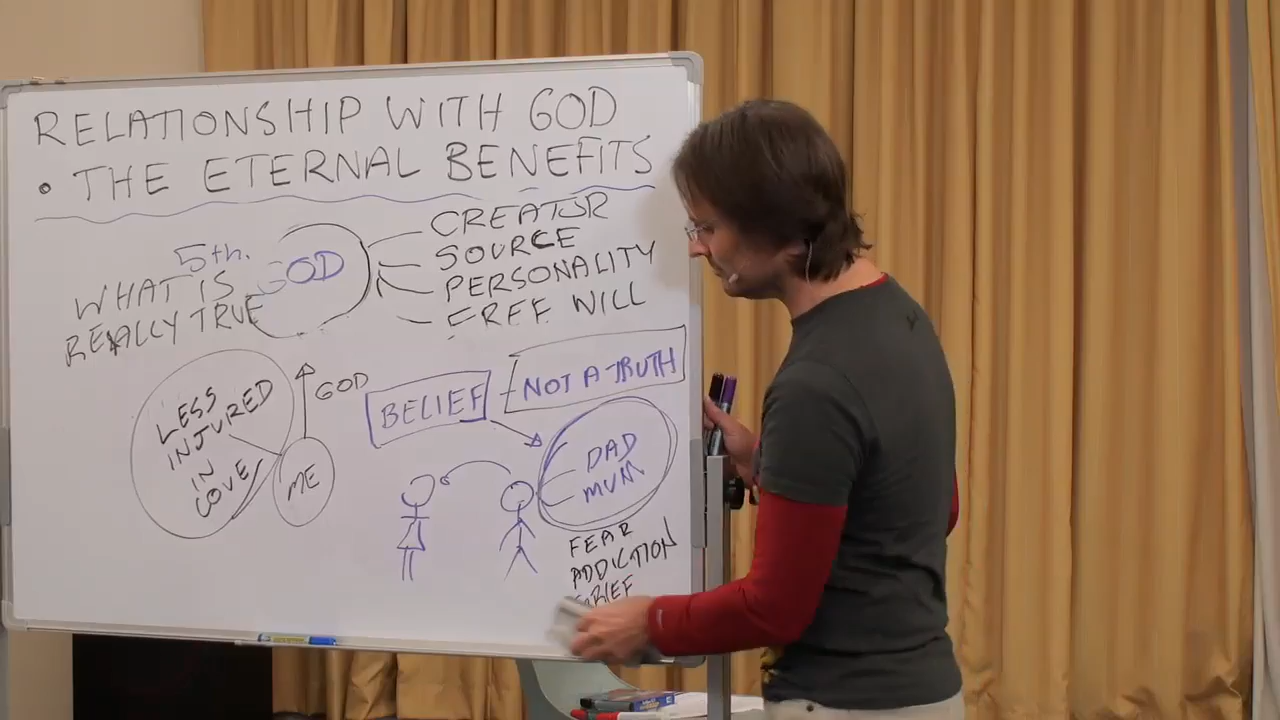 RELATIONSHIP WITH GOD
• THE ETERNAL BENEFITS
5th.
WHAT IS
REALLY TRUE
GOD
CREATOR
SOURCE
PERSONALITY
FREE WILL
LESS
INJURED
IN
LOVE
GOD
ME
BELIEF - NOT A TRUTH
DAD
MUM
FEAR
ADDICTION
GRIEF